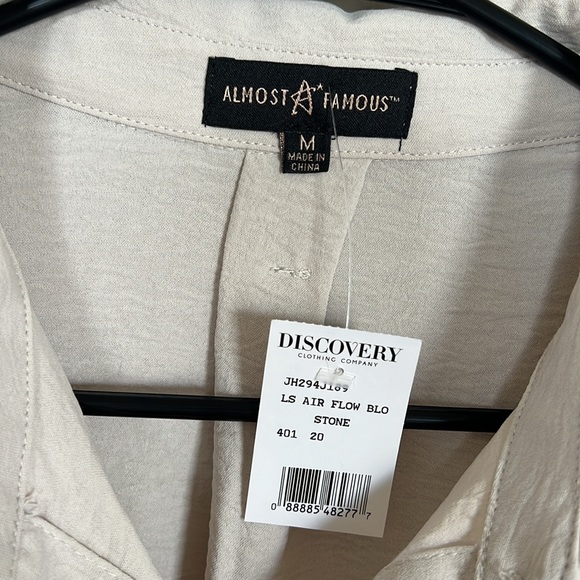 ALMOST A FAMOUS™
M
MADE IN
CHINA
DISCOVERY
CLOTHING COMPANY
JH294J189
LS AIR FLOW BLO
STONE
401 20
0 88885 48277 7